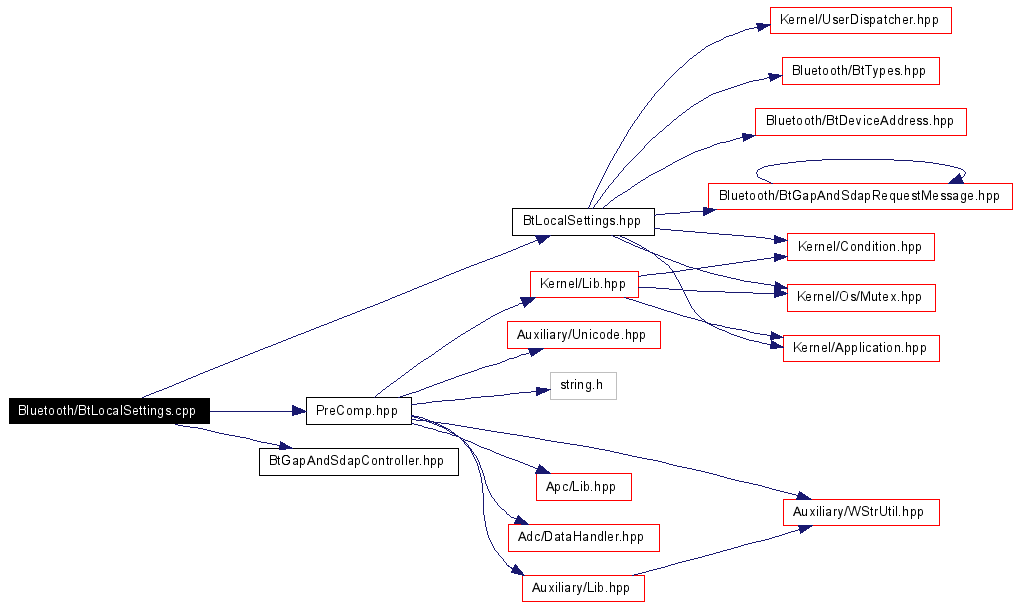 Kernel/UserDispatcher.hpp
Bluetooth/BtTypes.hpp
Bluetooth/BtDeviceAddress.hpp
Bluetooth/BtGapAndSdapRequestMessage.hpp
BtLocalSettings.hpp
Kernel/Condition.hpp
Kernel/Lib.hpp
Kernel/Os/Mutex.hpp
Auxiliary/Unicode.hpp
Kernel/Application.hpp
string.h
Bluetooth/BtLocalSettings.cpp
PreComp.hpp
BtGapAndSdapController.hpp
Apc/Lib.hpp
Auxiliary/WStrUtil.hpp
Adc/DataHandler.hpp
Auxiliary/Lib.hpp